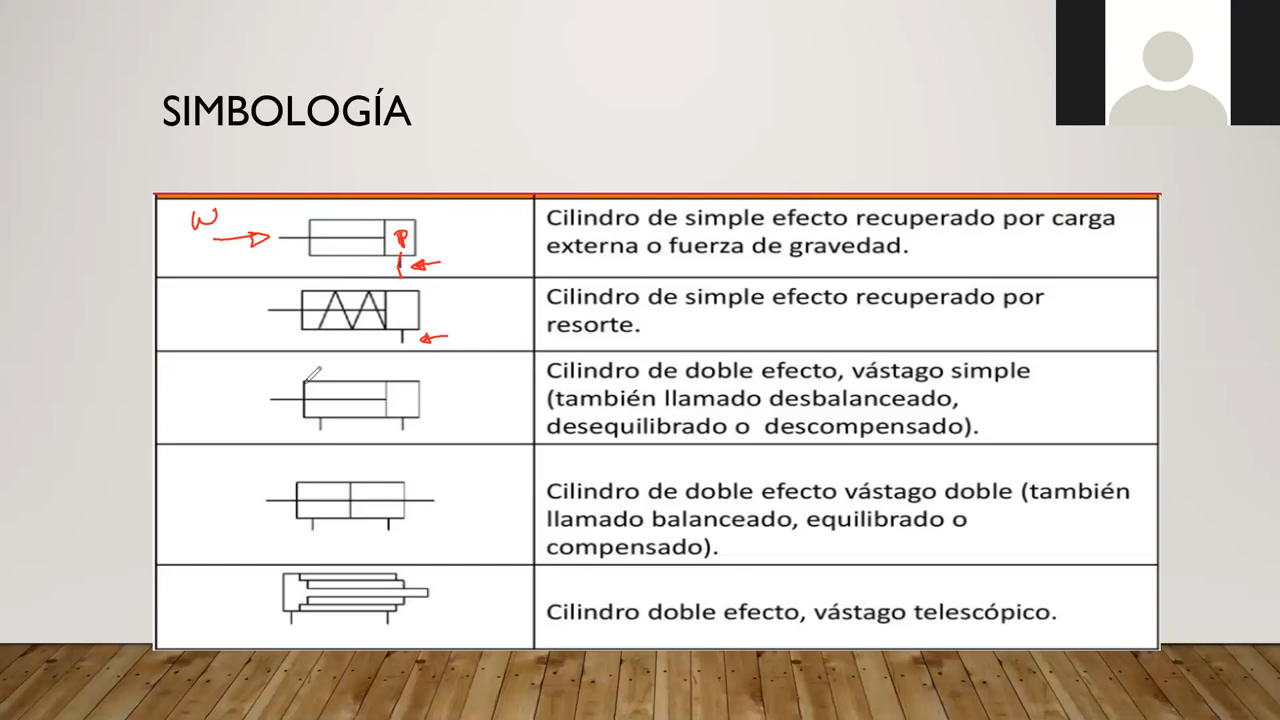 SIMBOLOGÍA
W
P
Cilindro de simple efecto recuperado por carga
externa o fuerza de gravedad.
Cilindro de simple efecto recuperado por
resorte.
Cilindro de doble efecto, vástago simple
(también llamado desbalanceado,
desequilibrado o descompensado).
Cilindro de doble efecto vástago doble (también
llamado balanceado, equilibrado o
compensado).
Cilindro doble efecto, vástago telescópico.